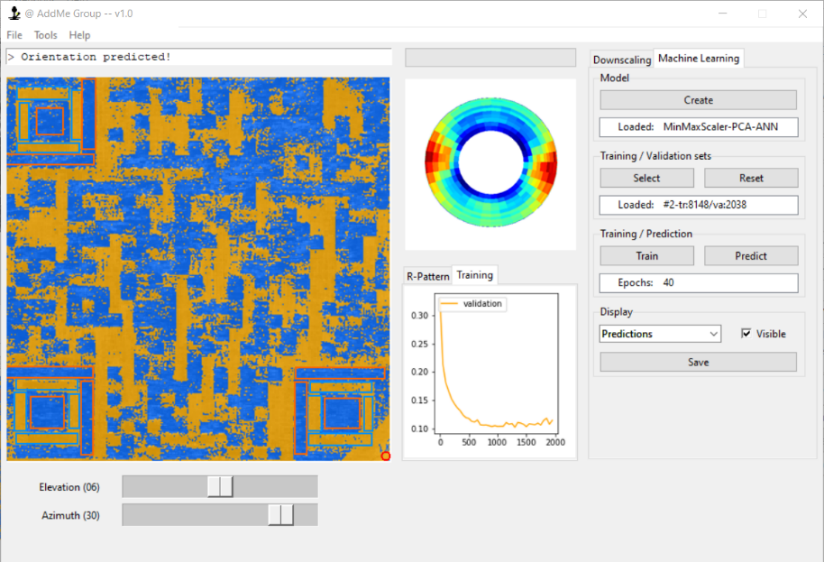 @ AddMe Group -- v1.0
File Tools Help
> Orientation predicted!
Downscaling Machine Learning
Model
Create
Loaded: MinMaxScaler-PCA-ANN
Training / Validation sets
Select Reset
Loaded: #2-tr:8148/va:2038
Training / Prediction
Train Predict
Epochs: 40
Display
Predictions Visible
Save
R-Pattern Training
validation
0.30
0.25
0.20
0.15
0.10
0 500 1000 1500 2000
Elevation (06)
Azimuth (30)